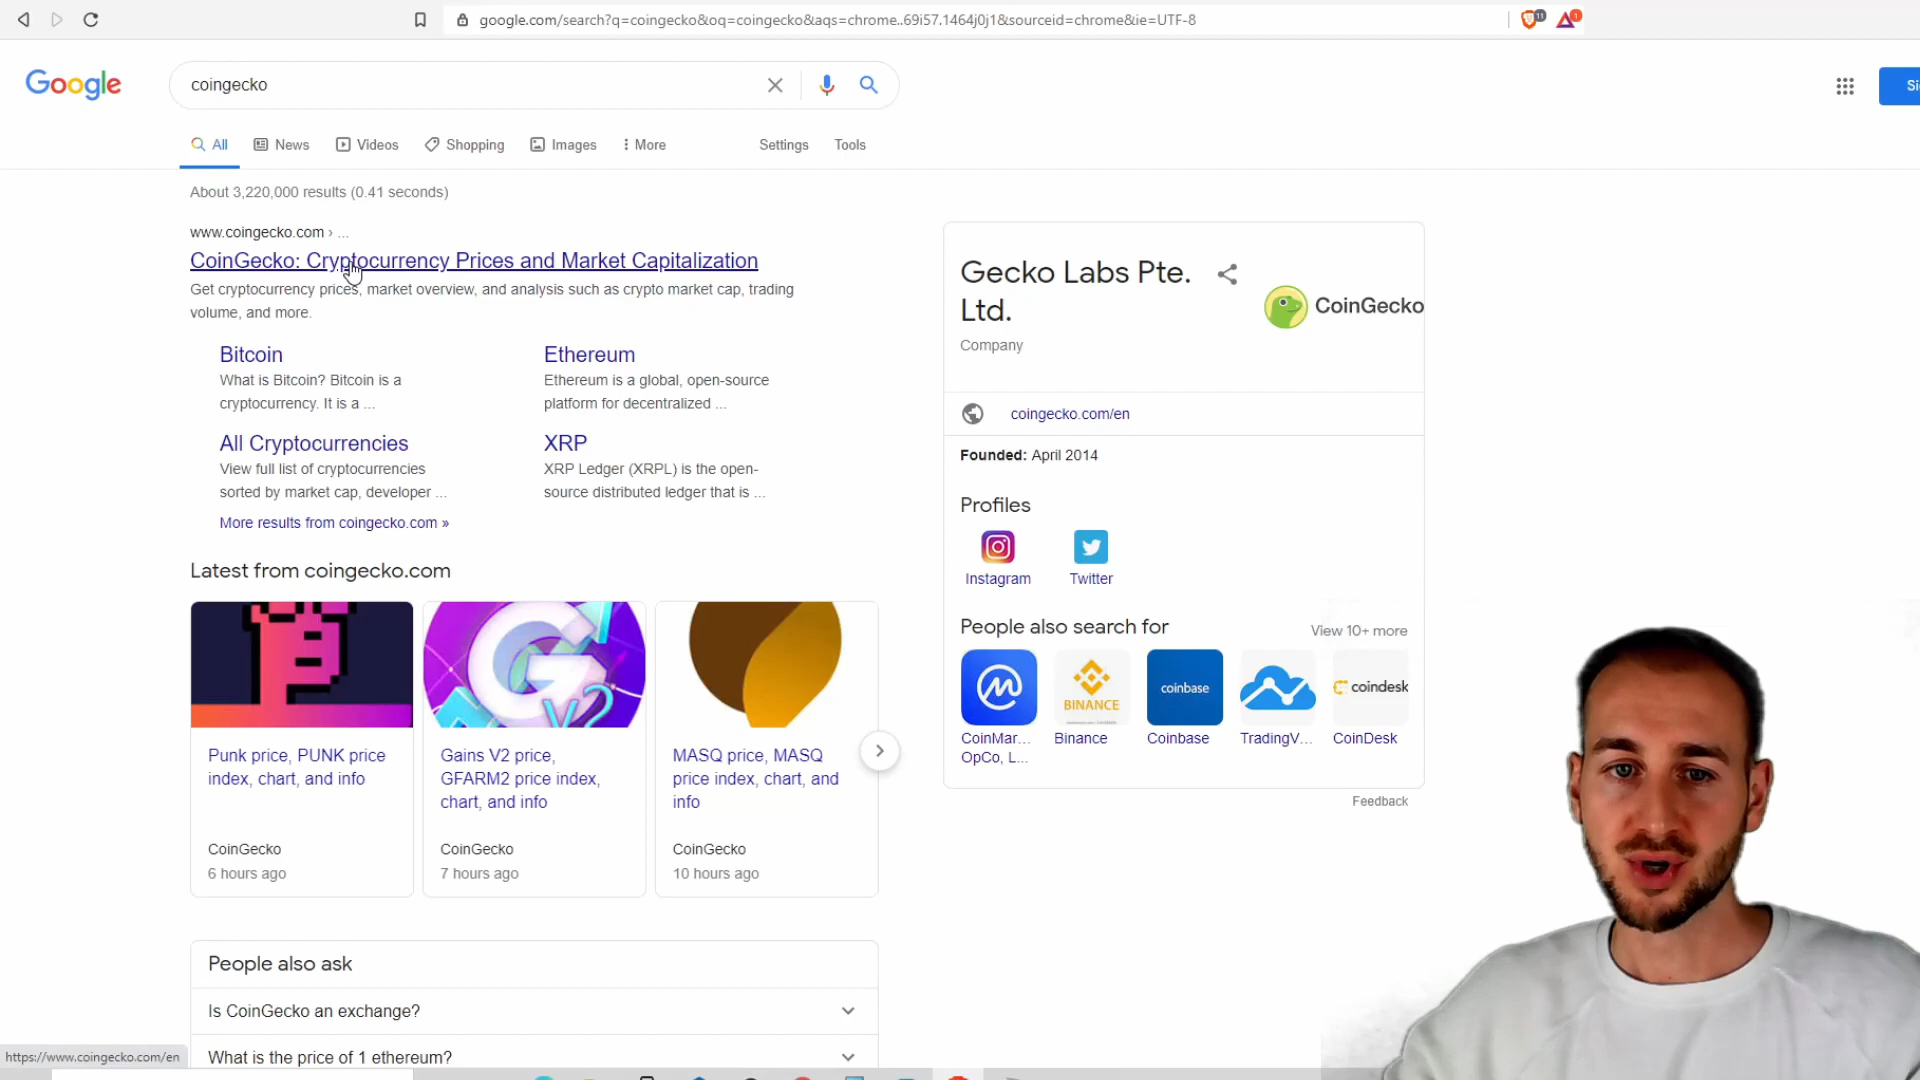 google.com/search?q=coingecko&oq=coingecko&aqs=chrome..69i57.1464j0j1&sourceid=chrome&ie=UTF-8
11
1
Google
coingecko
Si
All
News
Videos
Shopping
Images
More
Settings
Tools
About 3,220,000 results (0.41 seconds)
www.coingecko.com › ...
CoinGecko: Cryptocurrency Prices and Market Capitalization
Get cryptocurrency prices, market overview, and analysis such as crypto market cap, trading
volume, and more.
Bitcoin
What is Bitcoin? Bitcoin is a
cryptocurrency. It is a ...
Ethereum
Ethereum is a global, open-source
platform for decentralized ...
All Cryptocurrencies
View full list of cryptocurrencies
sorted by market cap, developer ...
XRP
XRP Ledger (XRPL) is the open-
source distributed ledger that is ...
More results from coingecko.com »
Latest from coingecko.com
Punk price, PUNK price
index, chart, and info
CoinGecko
6 hours ago
G
V2
Gains V2 price,
GFARM2 price index,
chart, and info
CoinGecko
7 hours ago
MASQ price, MASQ
price index, chart, and
info
CoinGecko
10 hours ago
People also ask
Is CoinGecko an exchange?
What is the price of 1 ethereum?
https://www.coingecko.com/en
Gecko Labs Pte.
Ltd.
Company
CoinGecko
coingecko.com/en
Founded: April 2014
Profiles
Instagram
Twitter
People also search for
View 10+ more
BINANCE
coinbase
coindesk
CoinMar...
OpCo, L...
Binance
Coinbase
TradingV...
CoinDesk
Feedback